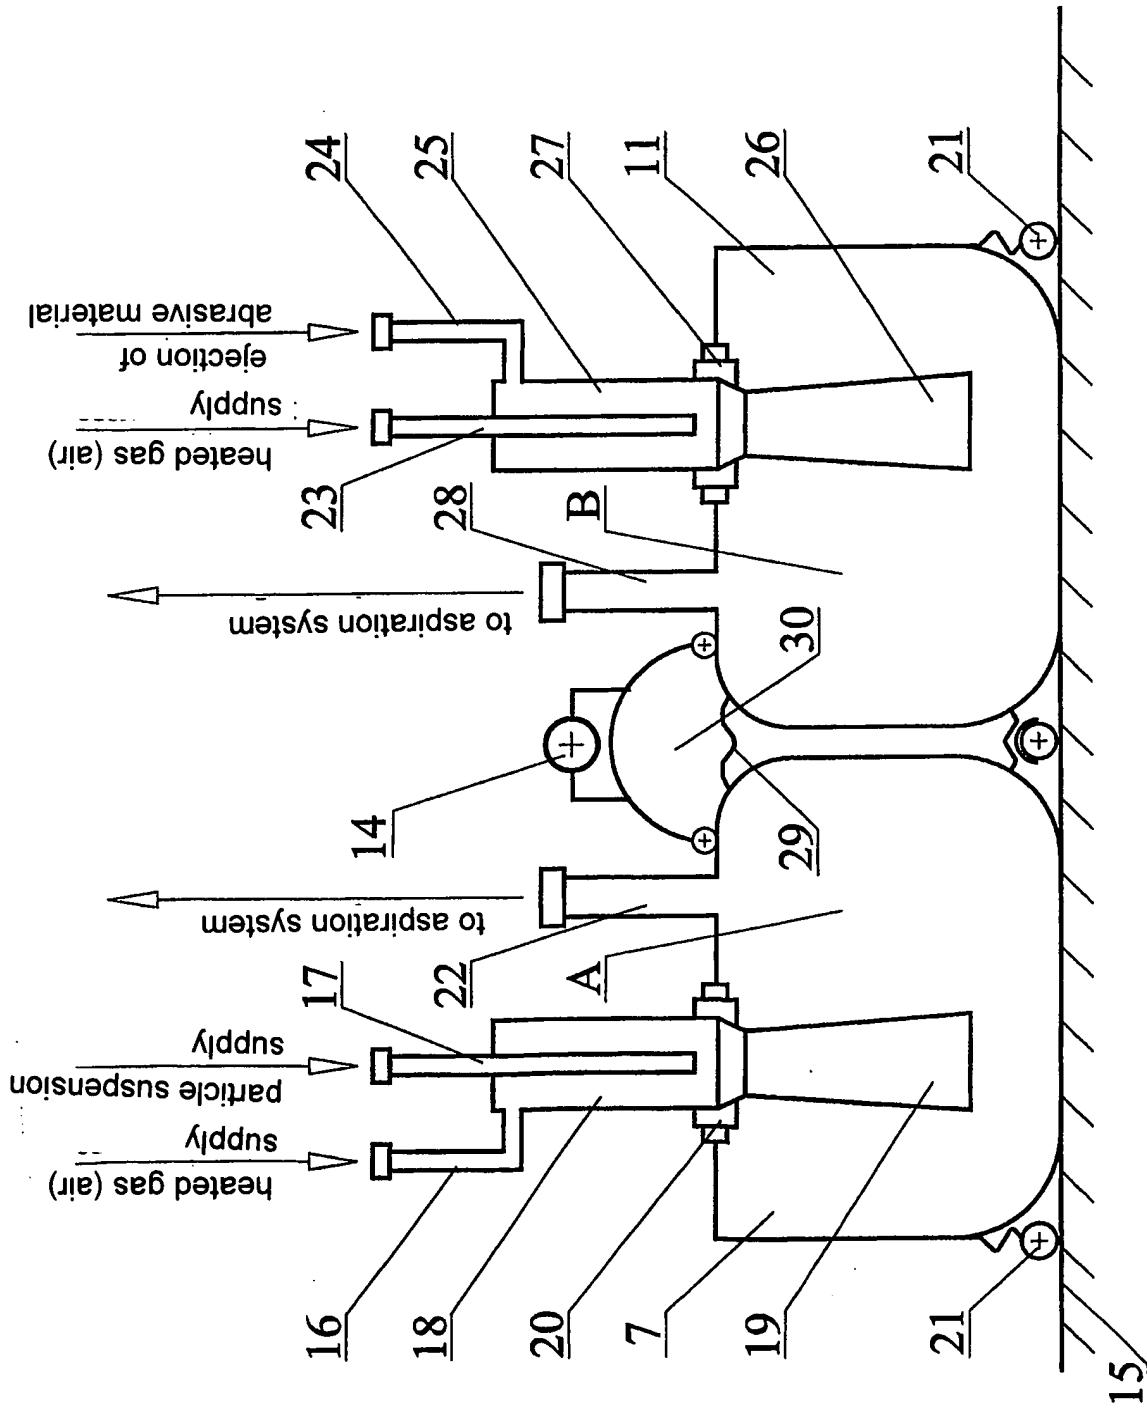 heated gas (air)
supply
particle suspension
supply
to aspiration system
to aspiration system
heated gas (air)
supply
ejection of
abrasive material
16
17
14
23
24
18
22
28
25
20
A
B
27
7
11
19
29
30
26
21
21
15